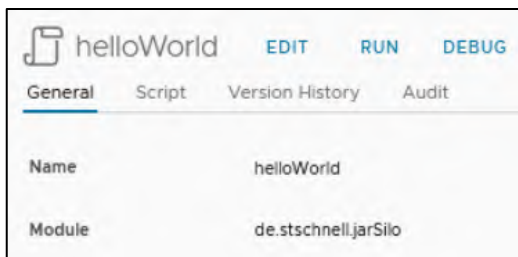 helloWorld EDIT RUN DEBUG
General Script Version History Audit
Name helloWorld
Module de.stschnell.jarSilo